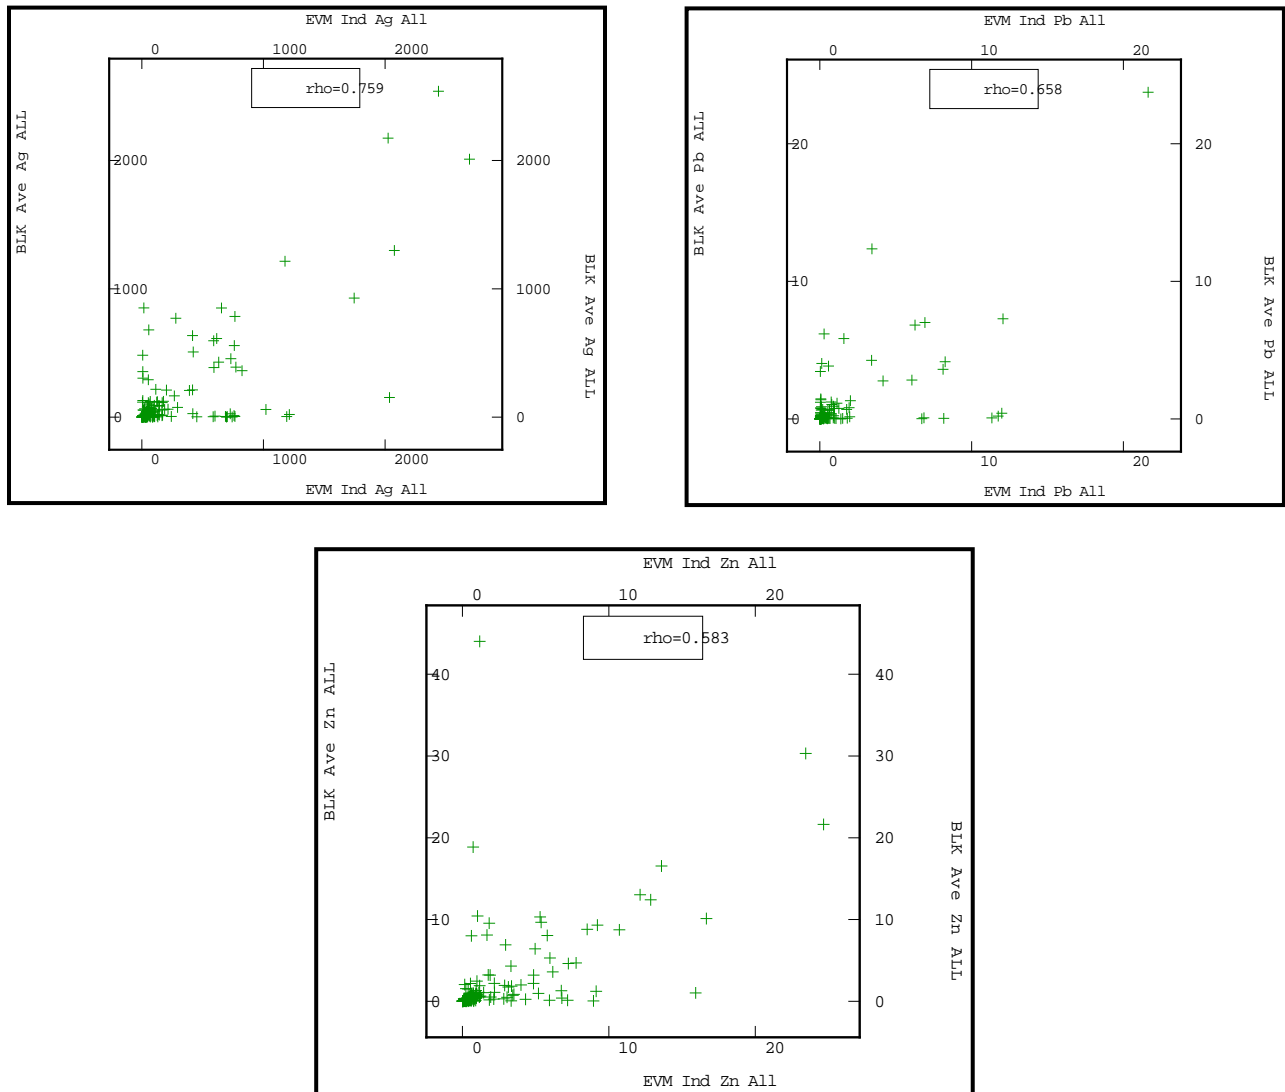 EVM Ind Ag All
0 1000 2000
rho=0.759
BLK Ave Ag ALL
2000 2000
1000 1000
0 0
BLK Ave Ag ALL
0 1000 2000
EVM Ind Ag All
EVM Ind Pb All
0 10 20
rho=0.658
BLK Ave Pb ALL
20 20
10 10
0 0
BLK Ave Pb ALL
0 10 20
EVM Ind Pb All
EVM Ind Zn All
0 10 20
rho=0.583
BLK Ave Zn ALL
40 40
30 30
20 20
10 10
0 0
BLK Ave Zn ALL
0 10 20
EVM Ind Zn All